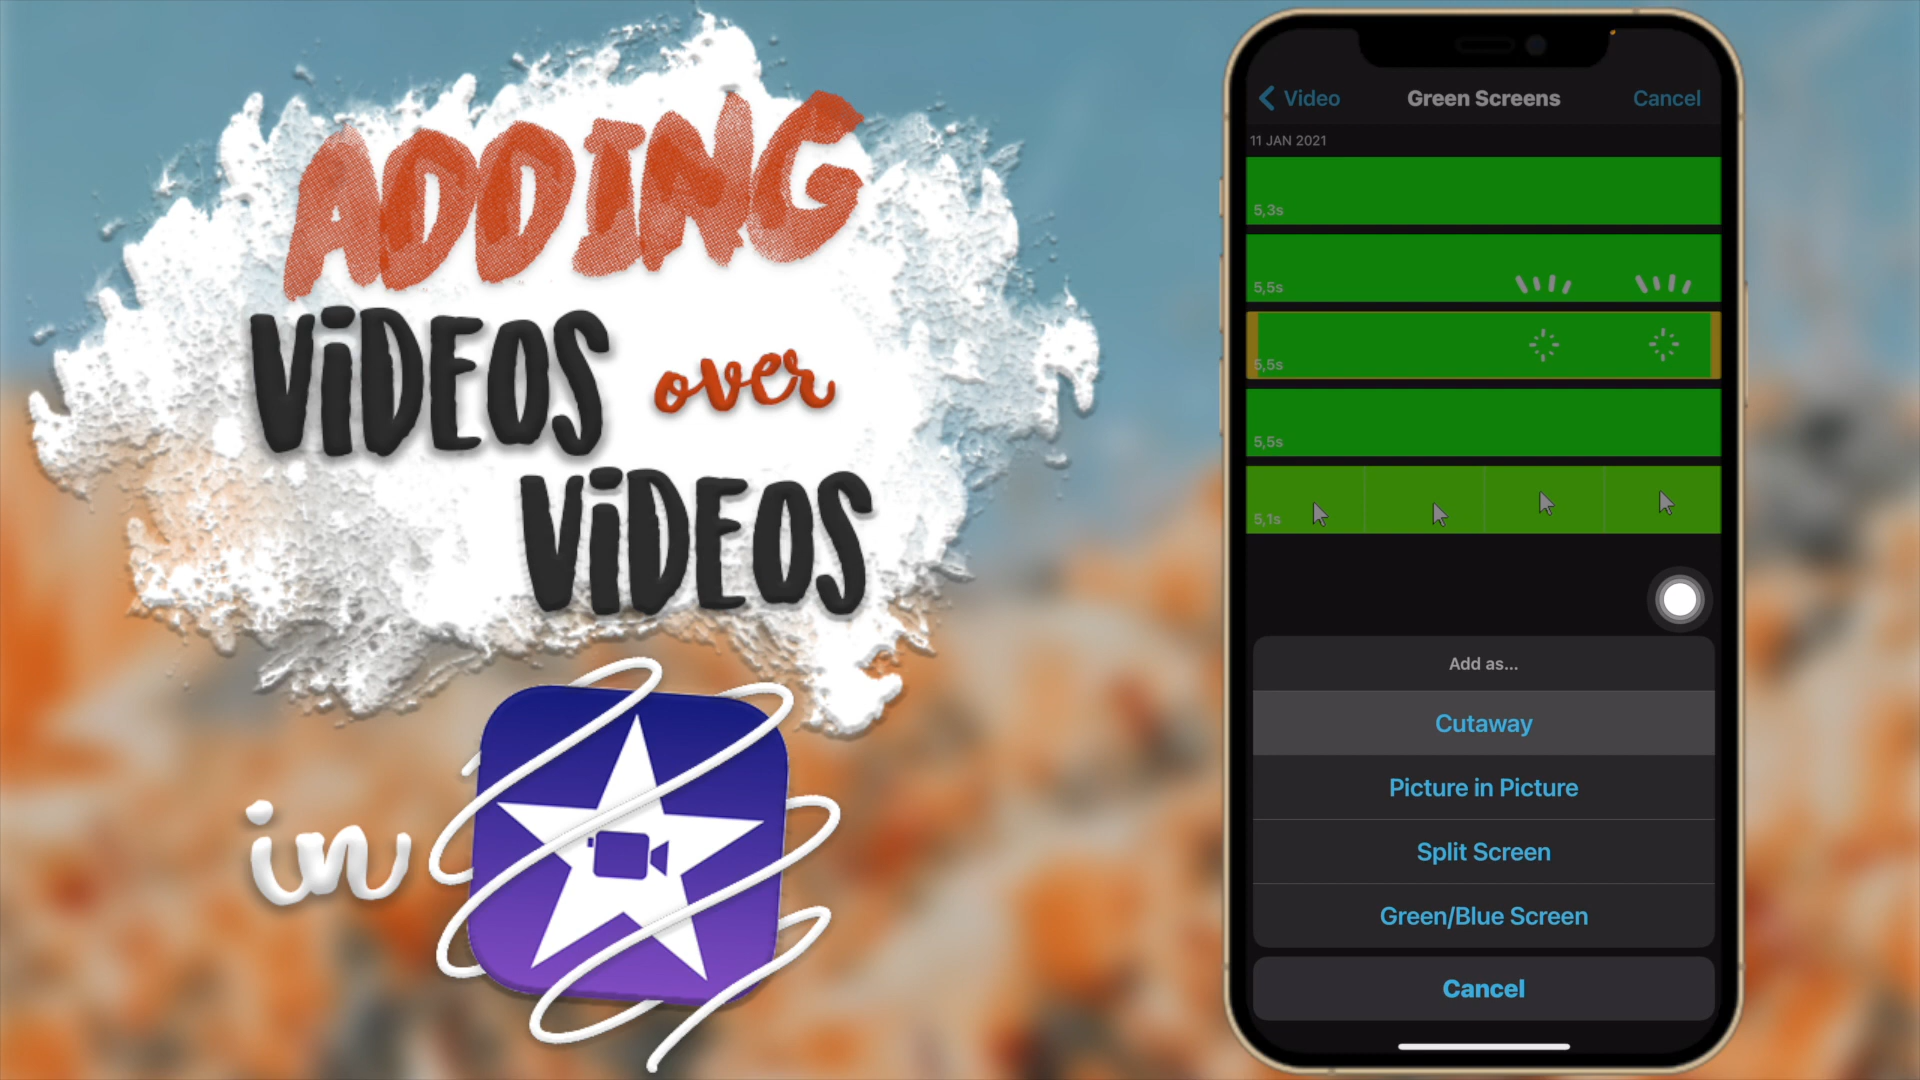 ADDING
ViDEOS over
ViDEOS
in
Video
Green Screens
Cancel
11 JAN 2021
5,3s
5,5s
5,5s
5,5s
5,1s
Add as...
Cutaway
Picture in Picture
Split Screen
Green/Blue Screen
Cancel